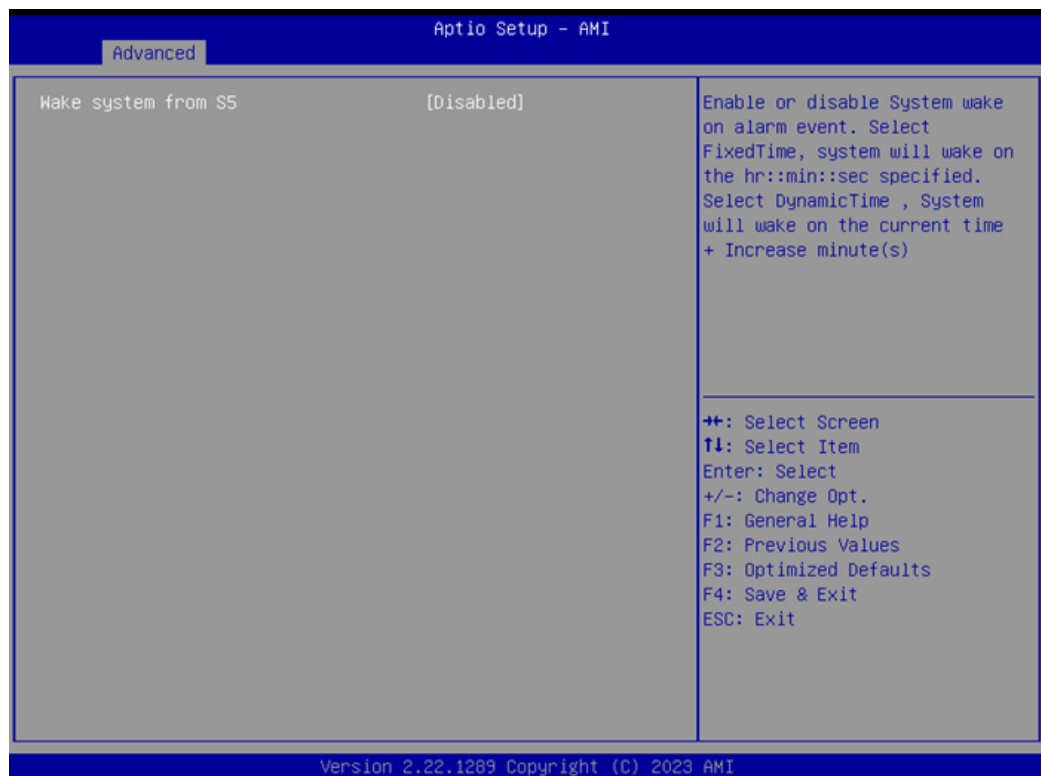 Aptio Setup – AMI
Advanced
Wake system from S5 [Disabled]
Enable or disable System wake
on alarm event. Select
FixedTime, system will wake on
the hr::min::sec specified.
Select DynamicTime , System
will wake on the current time
+ Increase minute(s)
→←: Select Screen
↑↓: Select Item
Enter: Select
+/-: Change Opt.
F1: General Help
F2: Previous Values
F3: Optimized Defaults
F4: Save & Exit
ESC: Exit
Version 2.22.1289 Copyright (C) 2023 AMI